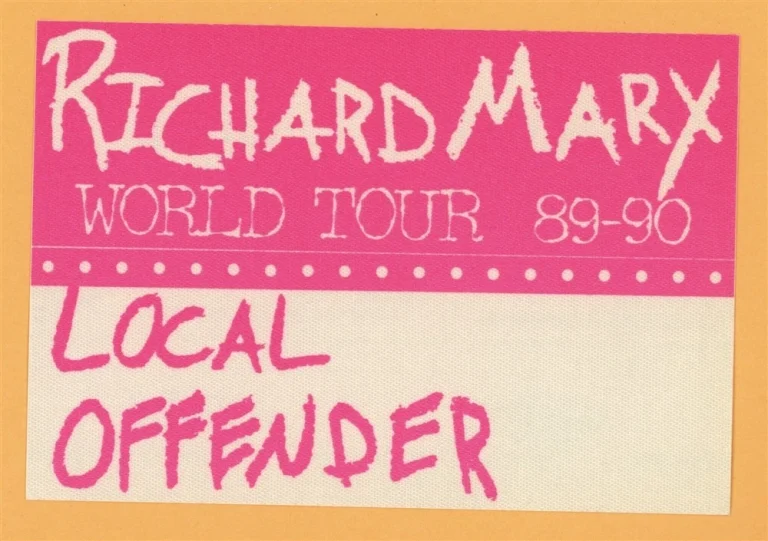 RICHARD MARX
WORLD TOUR 89-90
LOCAL
OFFENDER